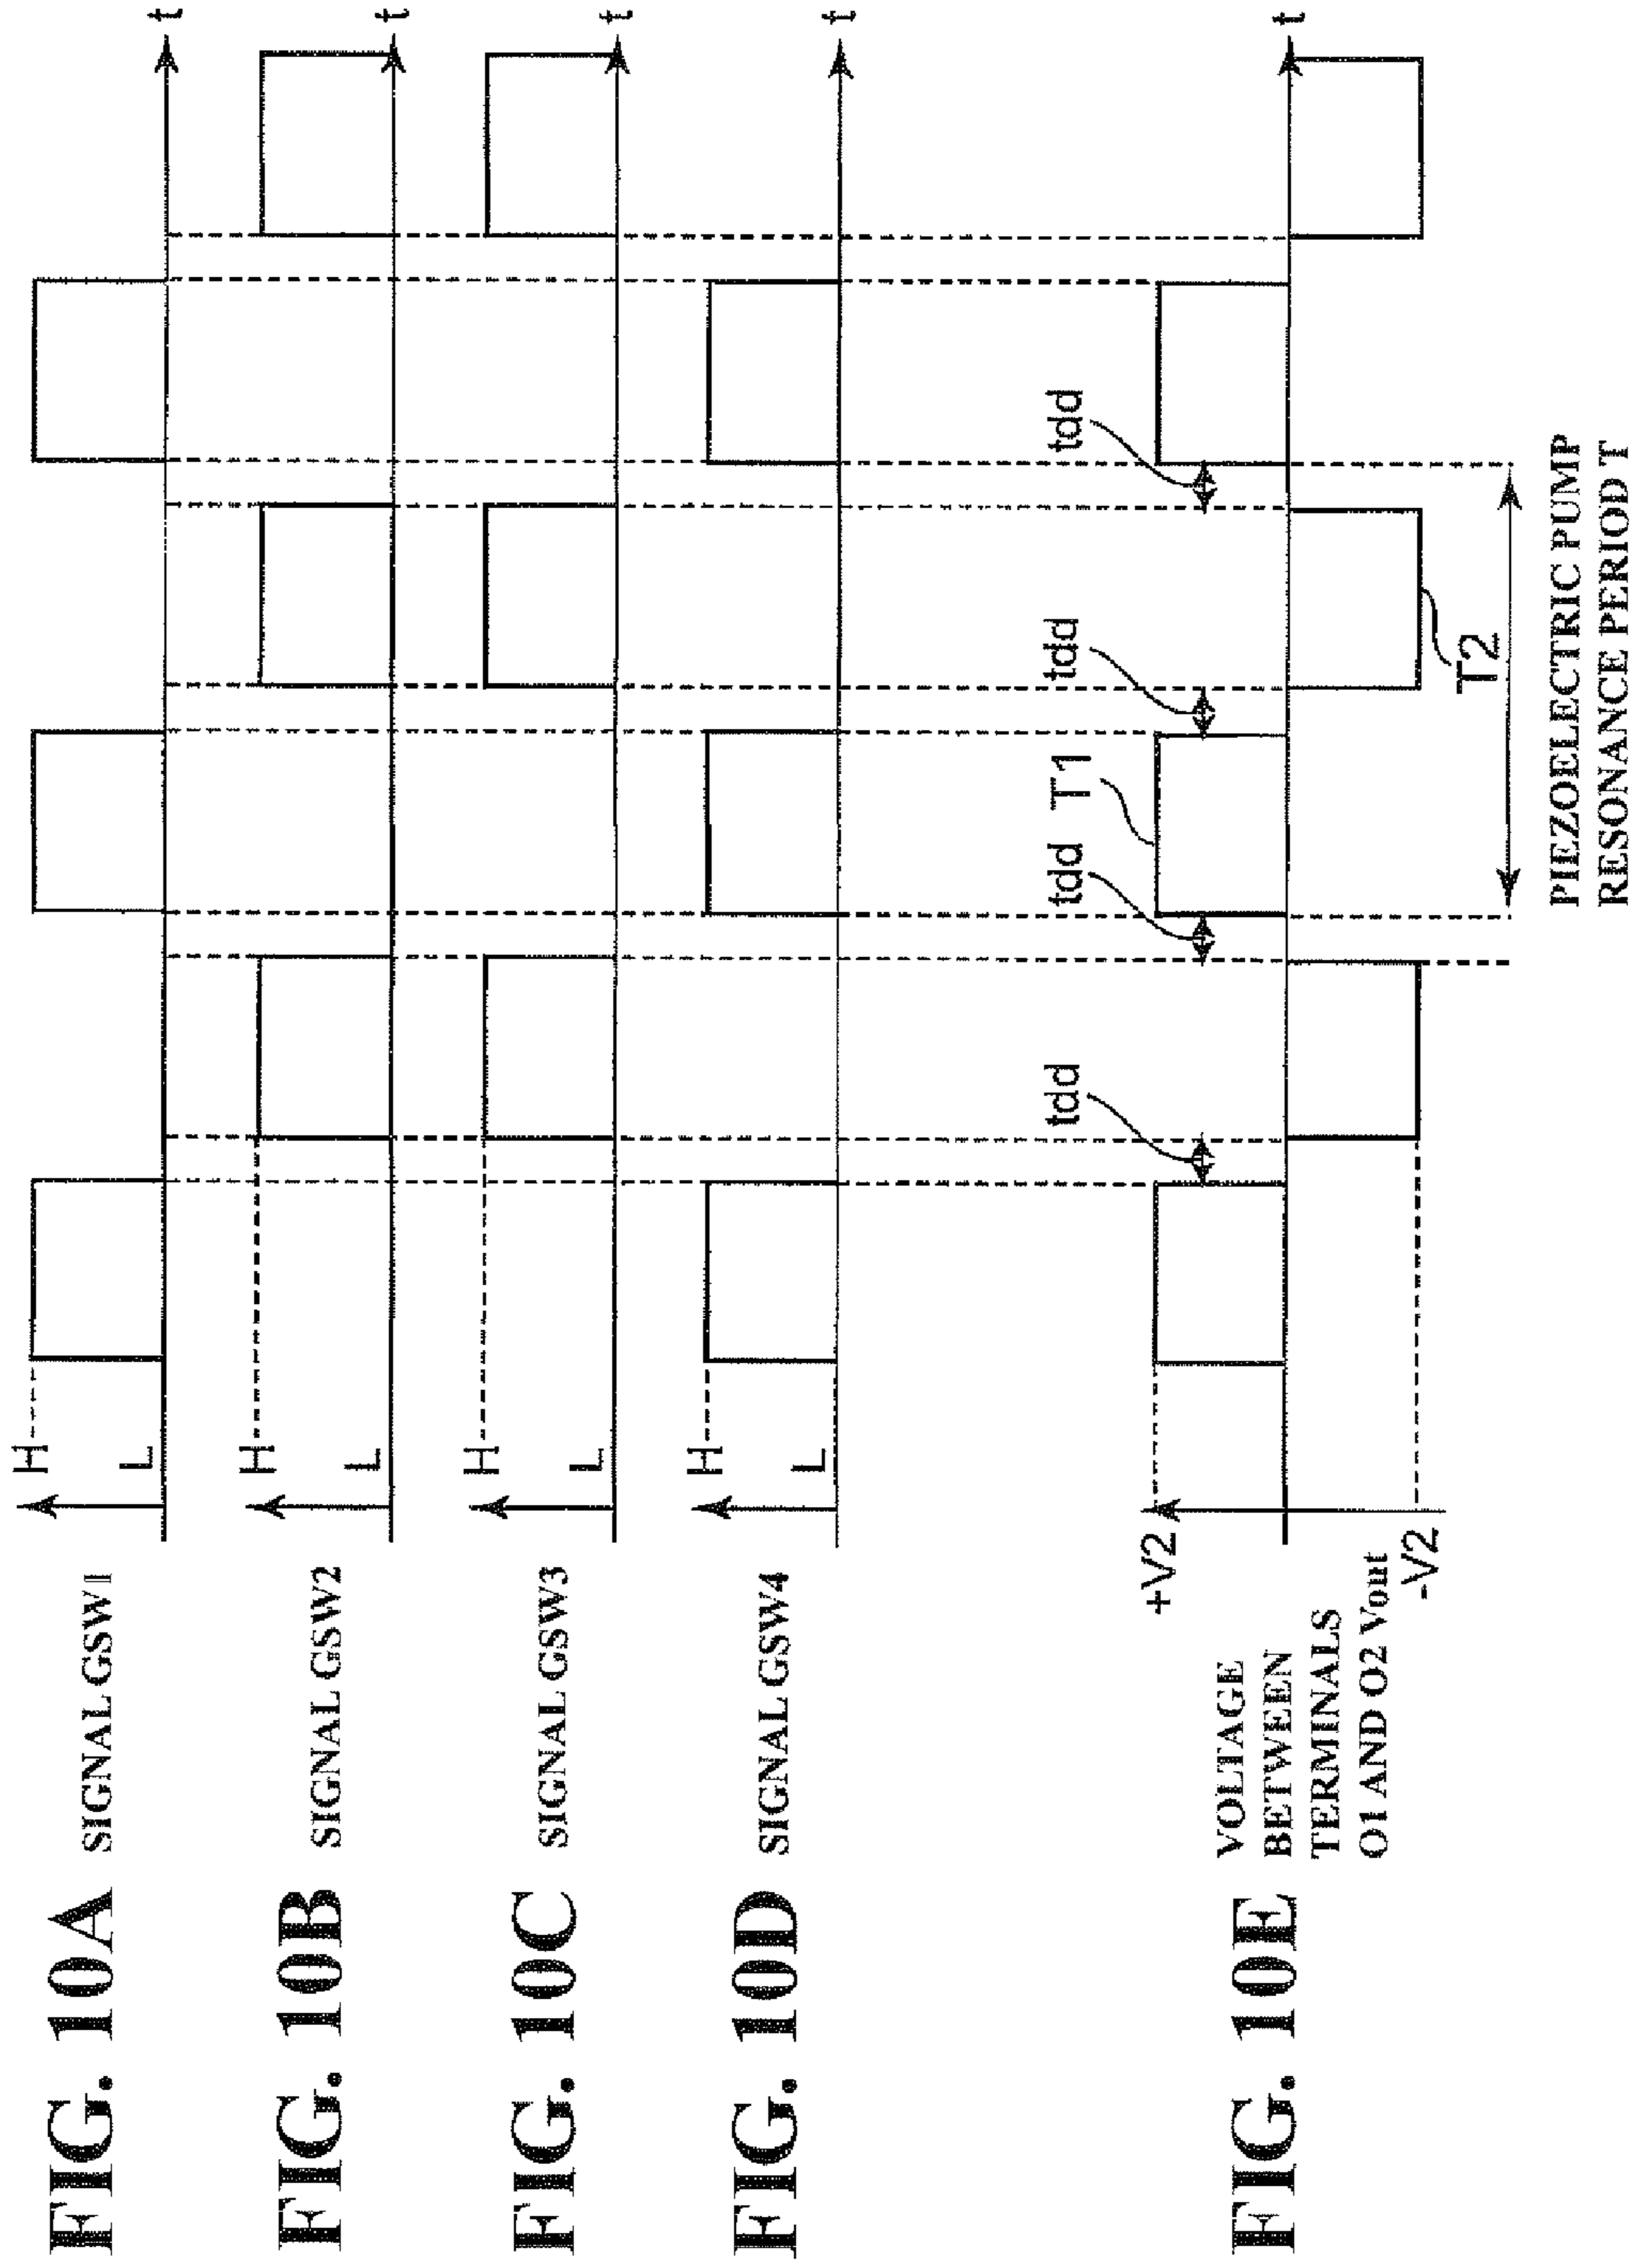 FIG. 10A SIGNAL GSW1
H
L
t
FIG. 10B SIGNAL GSW2
H
L
t
FIG. 10C SIGNAL GSW3
H
L
t
FIG. 10D SIGNAL GSW4
H
L
t
FIG. 10E
VOLTAGE
BETWEEN
TERMINALS
O1 AND O2 Vout
+V2
-V2
tdd
tdd
T1
tdd
tdd
t
T2
PIEZOELECTRIC PUMP
RESONANCE PERIOD T